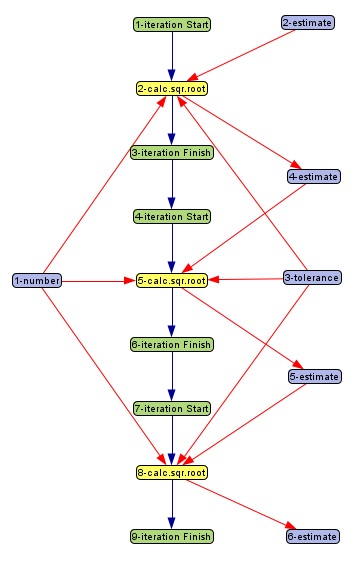 1-iteration Start
2-estimate
2-calc.sqr.root
3-iteration Finish
4-estimate
4-iteration Start
1-number
5-calc.sqr.root
3-tolerance
6-iteration Finish
5-estimate
7-iteration Start
8-calc.sqr.root
9-iteration Finish
6-estimate